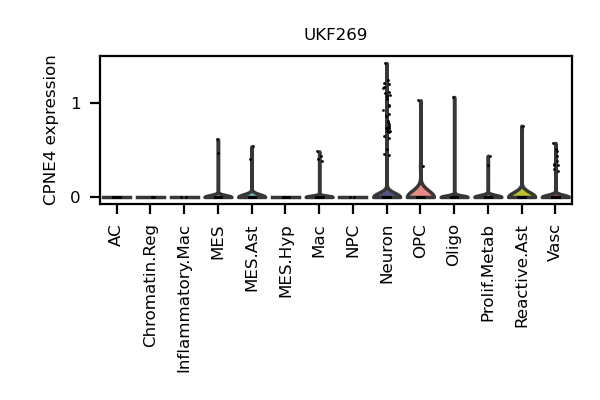 UKF269
CPNE4 expression
1
0
AC
Chromatin.Reg
Inflammatory.Mac
MES
MES.Ast
MES.Hyp
Mac
NPC
Neuron
OPC
Oligo
Prolif.Metab
Reactive.Ast
Vasc